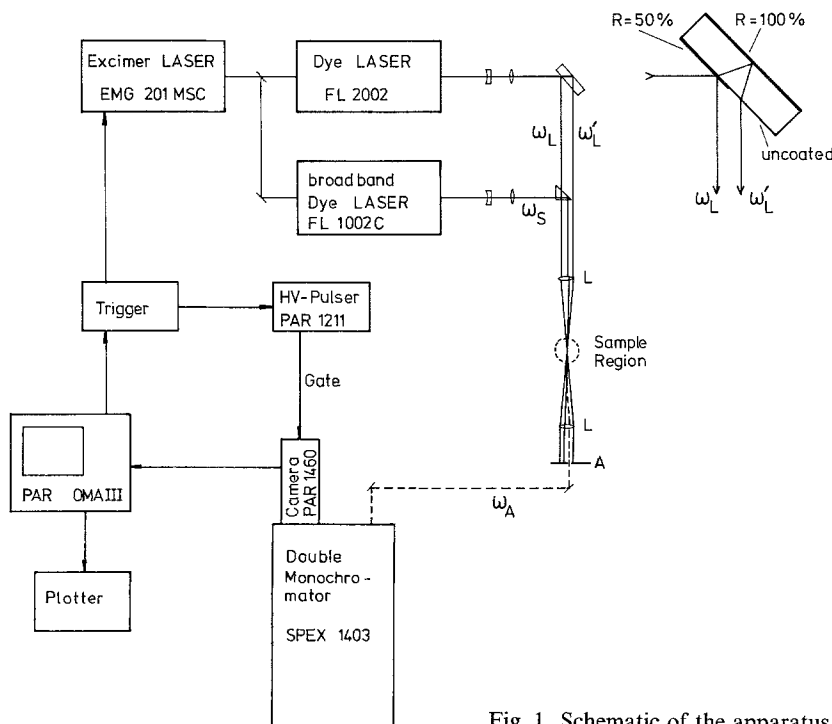 Excimer LASER
EMG 201 MSC
Dye LASER
FL 2002
broad band
Dye LASER
FL 1002C
R=50%
R=100%
uncoated
ω_L
ω'_L
ω_L
ω'_L
ω_S
L
Sample
Region
L
A
ω_A
Trigger
HV-Pulser
PAR 1211
Gate
Camera
PAR 1460
PAR OMAIII
Plotter
Double
Monochro-
mator
SPEX 1403
Fig. 1. Schematic of the apparatus